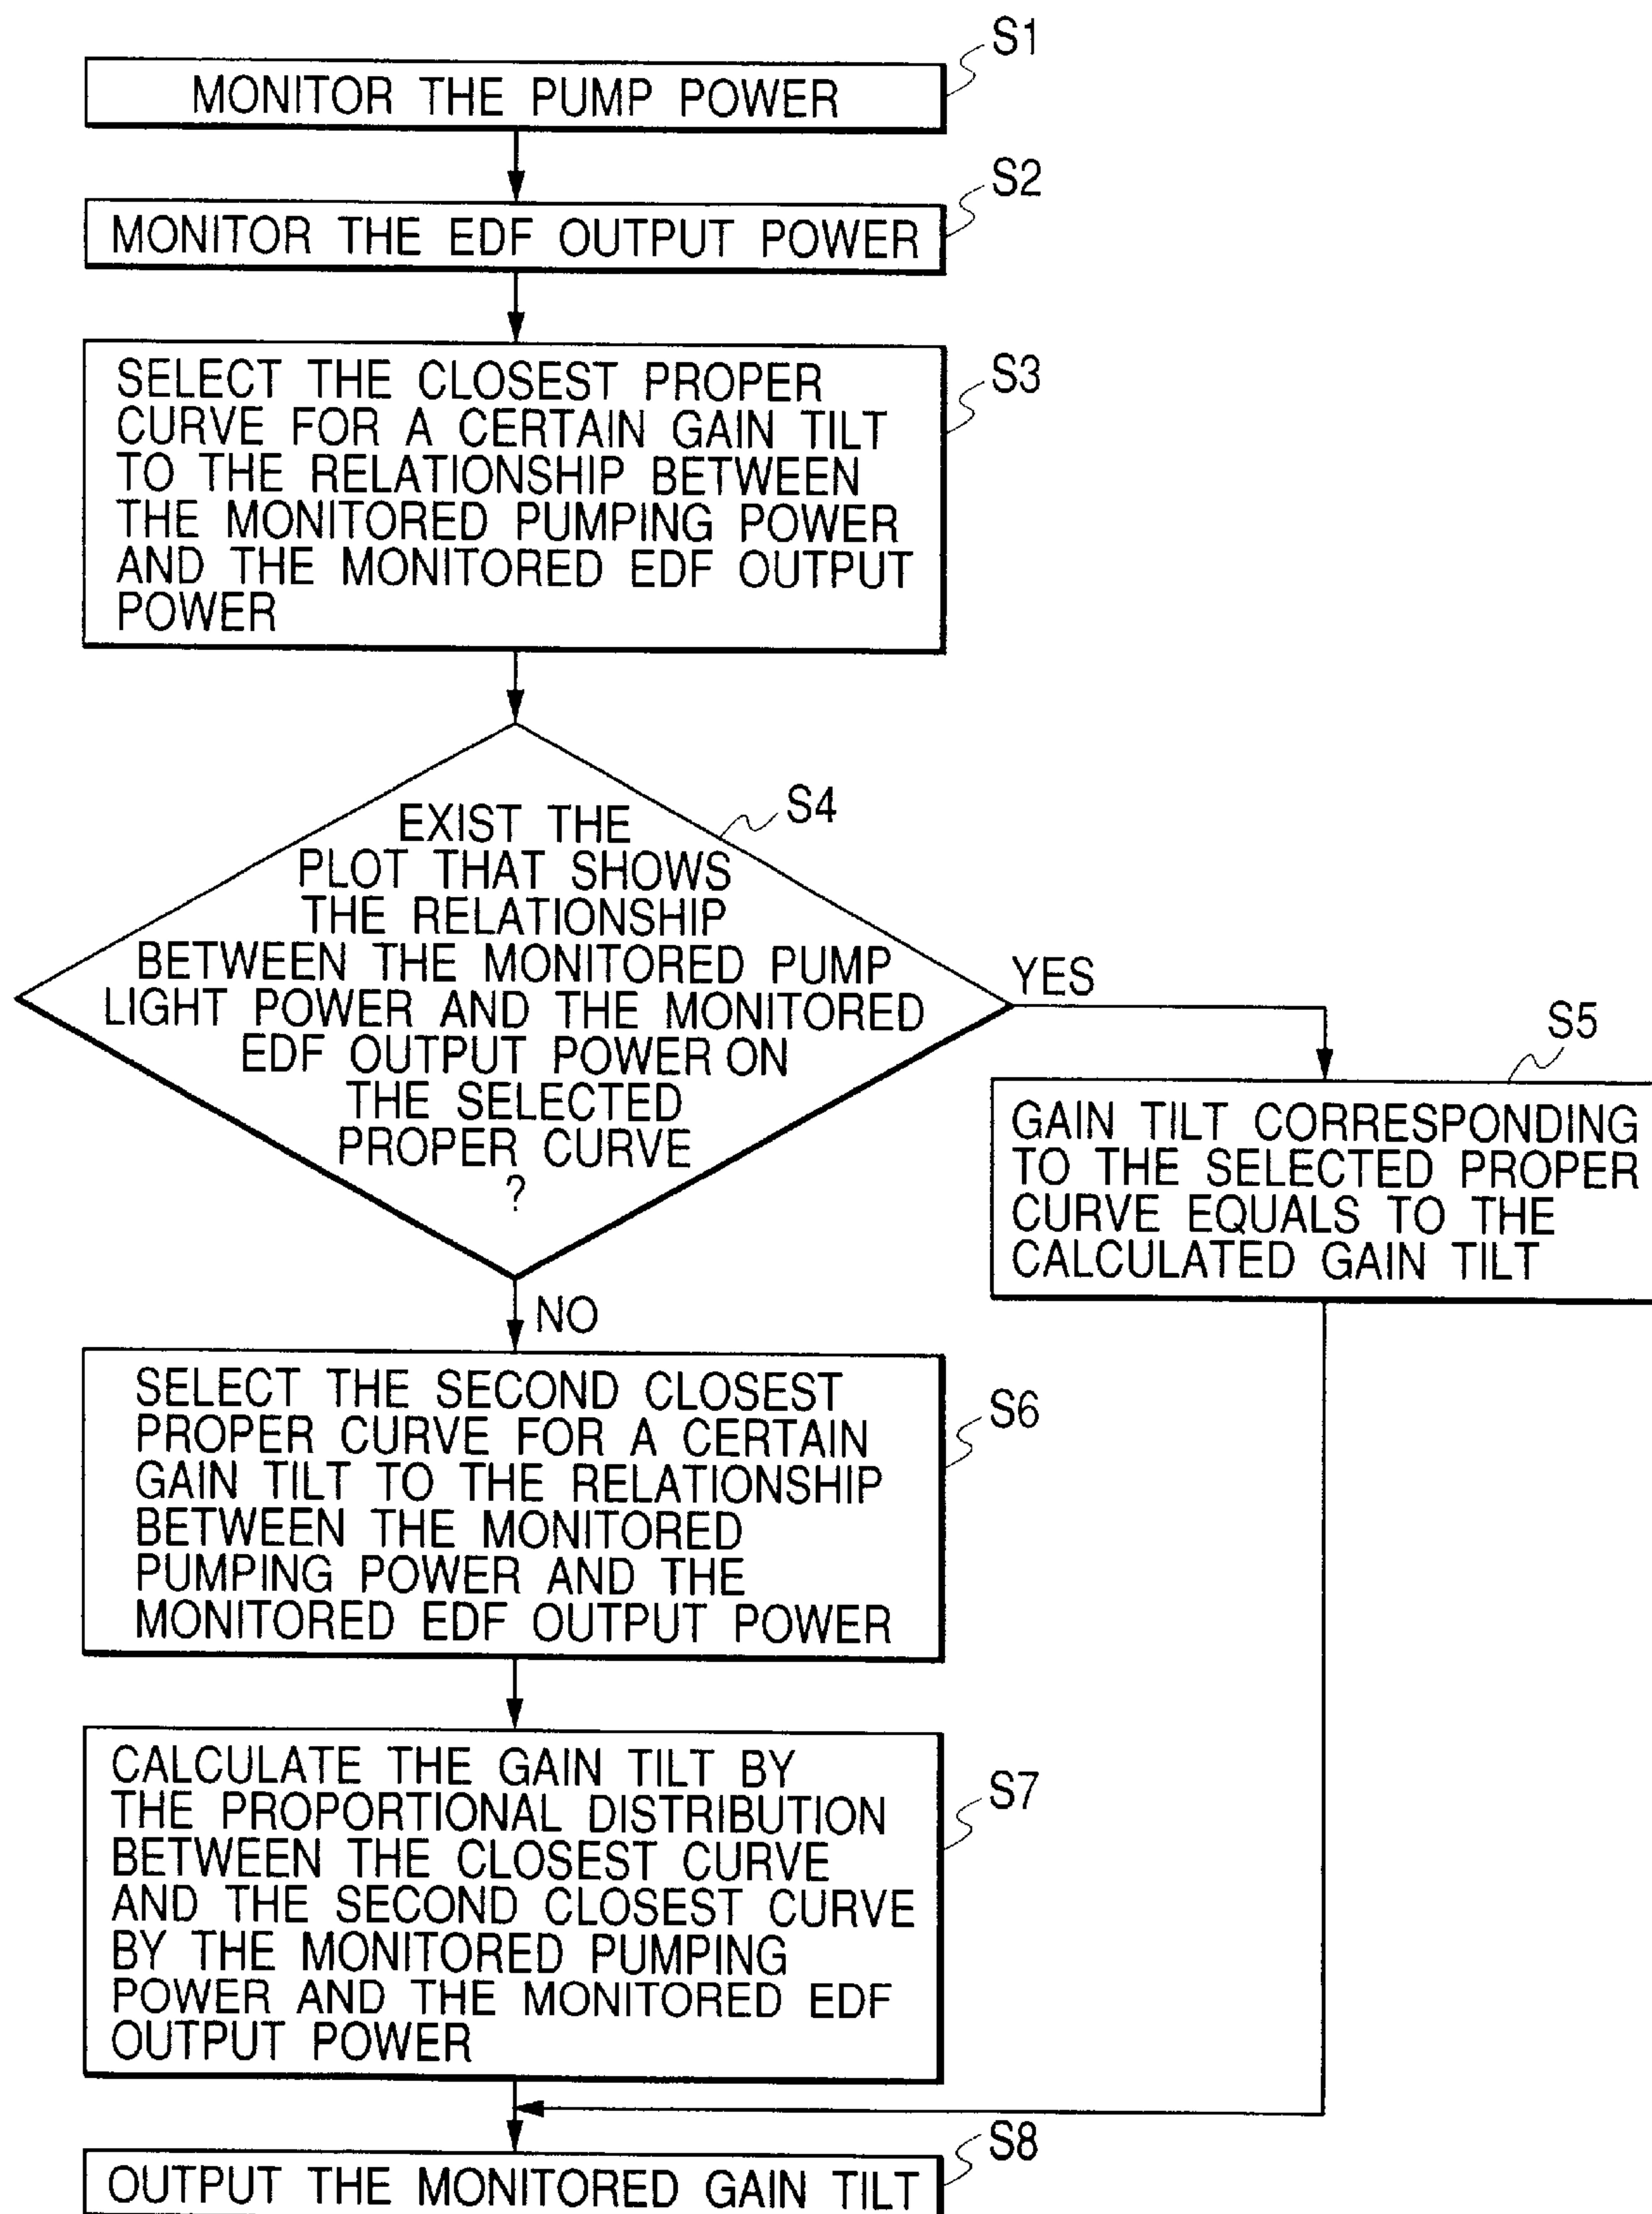 S1
MONITOR THE PUMP POWER
S2
MONITOR THE EDF OUTPUT POWER
S3
SELECT THE CLOSEST PROPER
CURVE FOR A CERTAIN GAIN TILT
TO THE RELATIONSHIP BETWEEN
THE MONITORED PUMPING POWER
AND THE MONITORED EDF OUTPUT
POWER
S4
EXIST THE
PLOT THAT SHOWS
THE RELATIONSHIP
BETWEEN THE MONITORED PUMP
LIGHT POWER AND THE MONITORED
EDF OUTPUT POWER ON
THE SELECTED
PROPER CURVE
?
YES
S5
GAIN TILT CORRESPONDING
TO THE SELECTED PROPER
CURVE EQUALS TO THE
CALCULATED GAIN TILT
NO
S6
SELECT THE SECOND CLOSEST
PROPER CURVE FOR A CERTAIN
GAIN TILT TO THE RELATIONSHIP
BETWEEN THE MONITORED
PUMPING POWER AND THE
MONITORED EDF OUTPUT POWER
S7
CALCULATE THE GAIN TILT BY
THE PROPORTIONAL DISTRIBUTION
BETWEEN THE CLOSEST CURVE
AND THE SECOND CLOSEST CURVE
BY THE MONITORED PUMPING
POWER AND THE MONITORED EDF
OUTPUT POWER
S8
OUTPUT THE MONITORED GAIN TILT